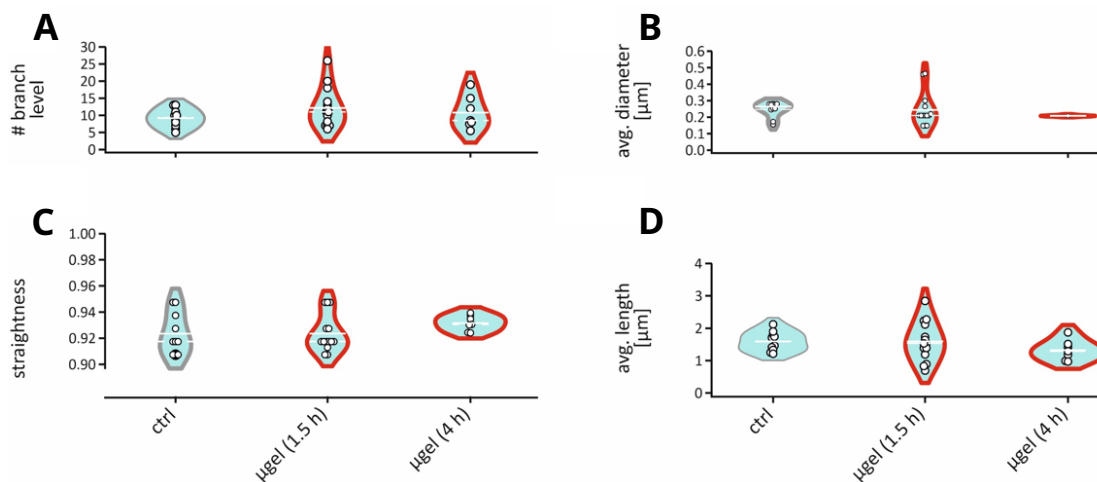 A
# branch
level
30
25
20
15
10
5
0
B
avg. diameter
[µm]
0.6
0.5
0.4
0.3
0.2
0.1
0.0
C
straightness
1.00
0.98
0.96
0.94
0.92
0.90
ctrl
µgel (1.5 h)
µgel (4 h)
D
avg. length
[µm]
4
3
2
1
0
ctrl
µgel (1.5 h)
µgel (4 h)